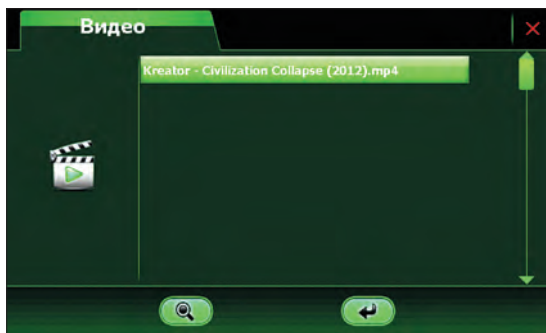 Видео
Kreator - Civilization Collapse (2012).mp4